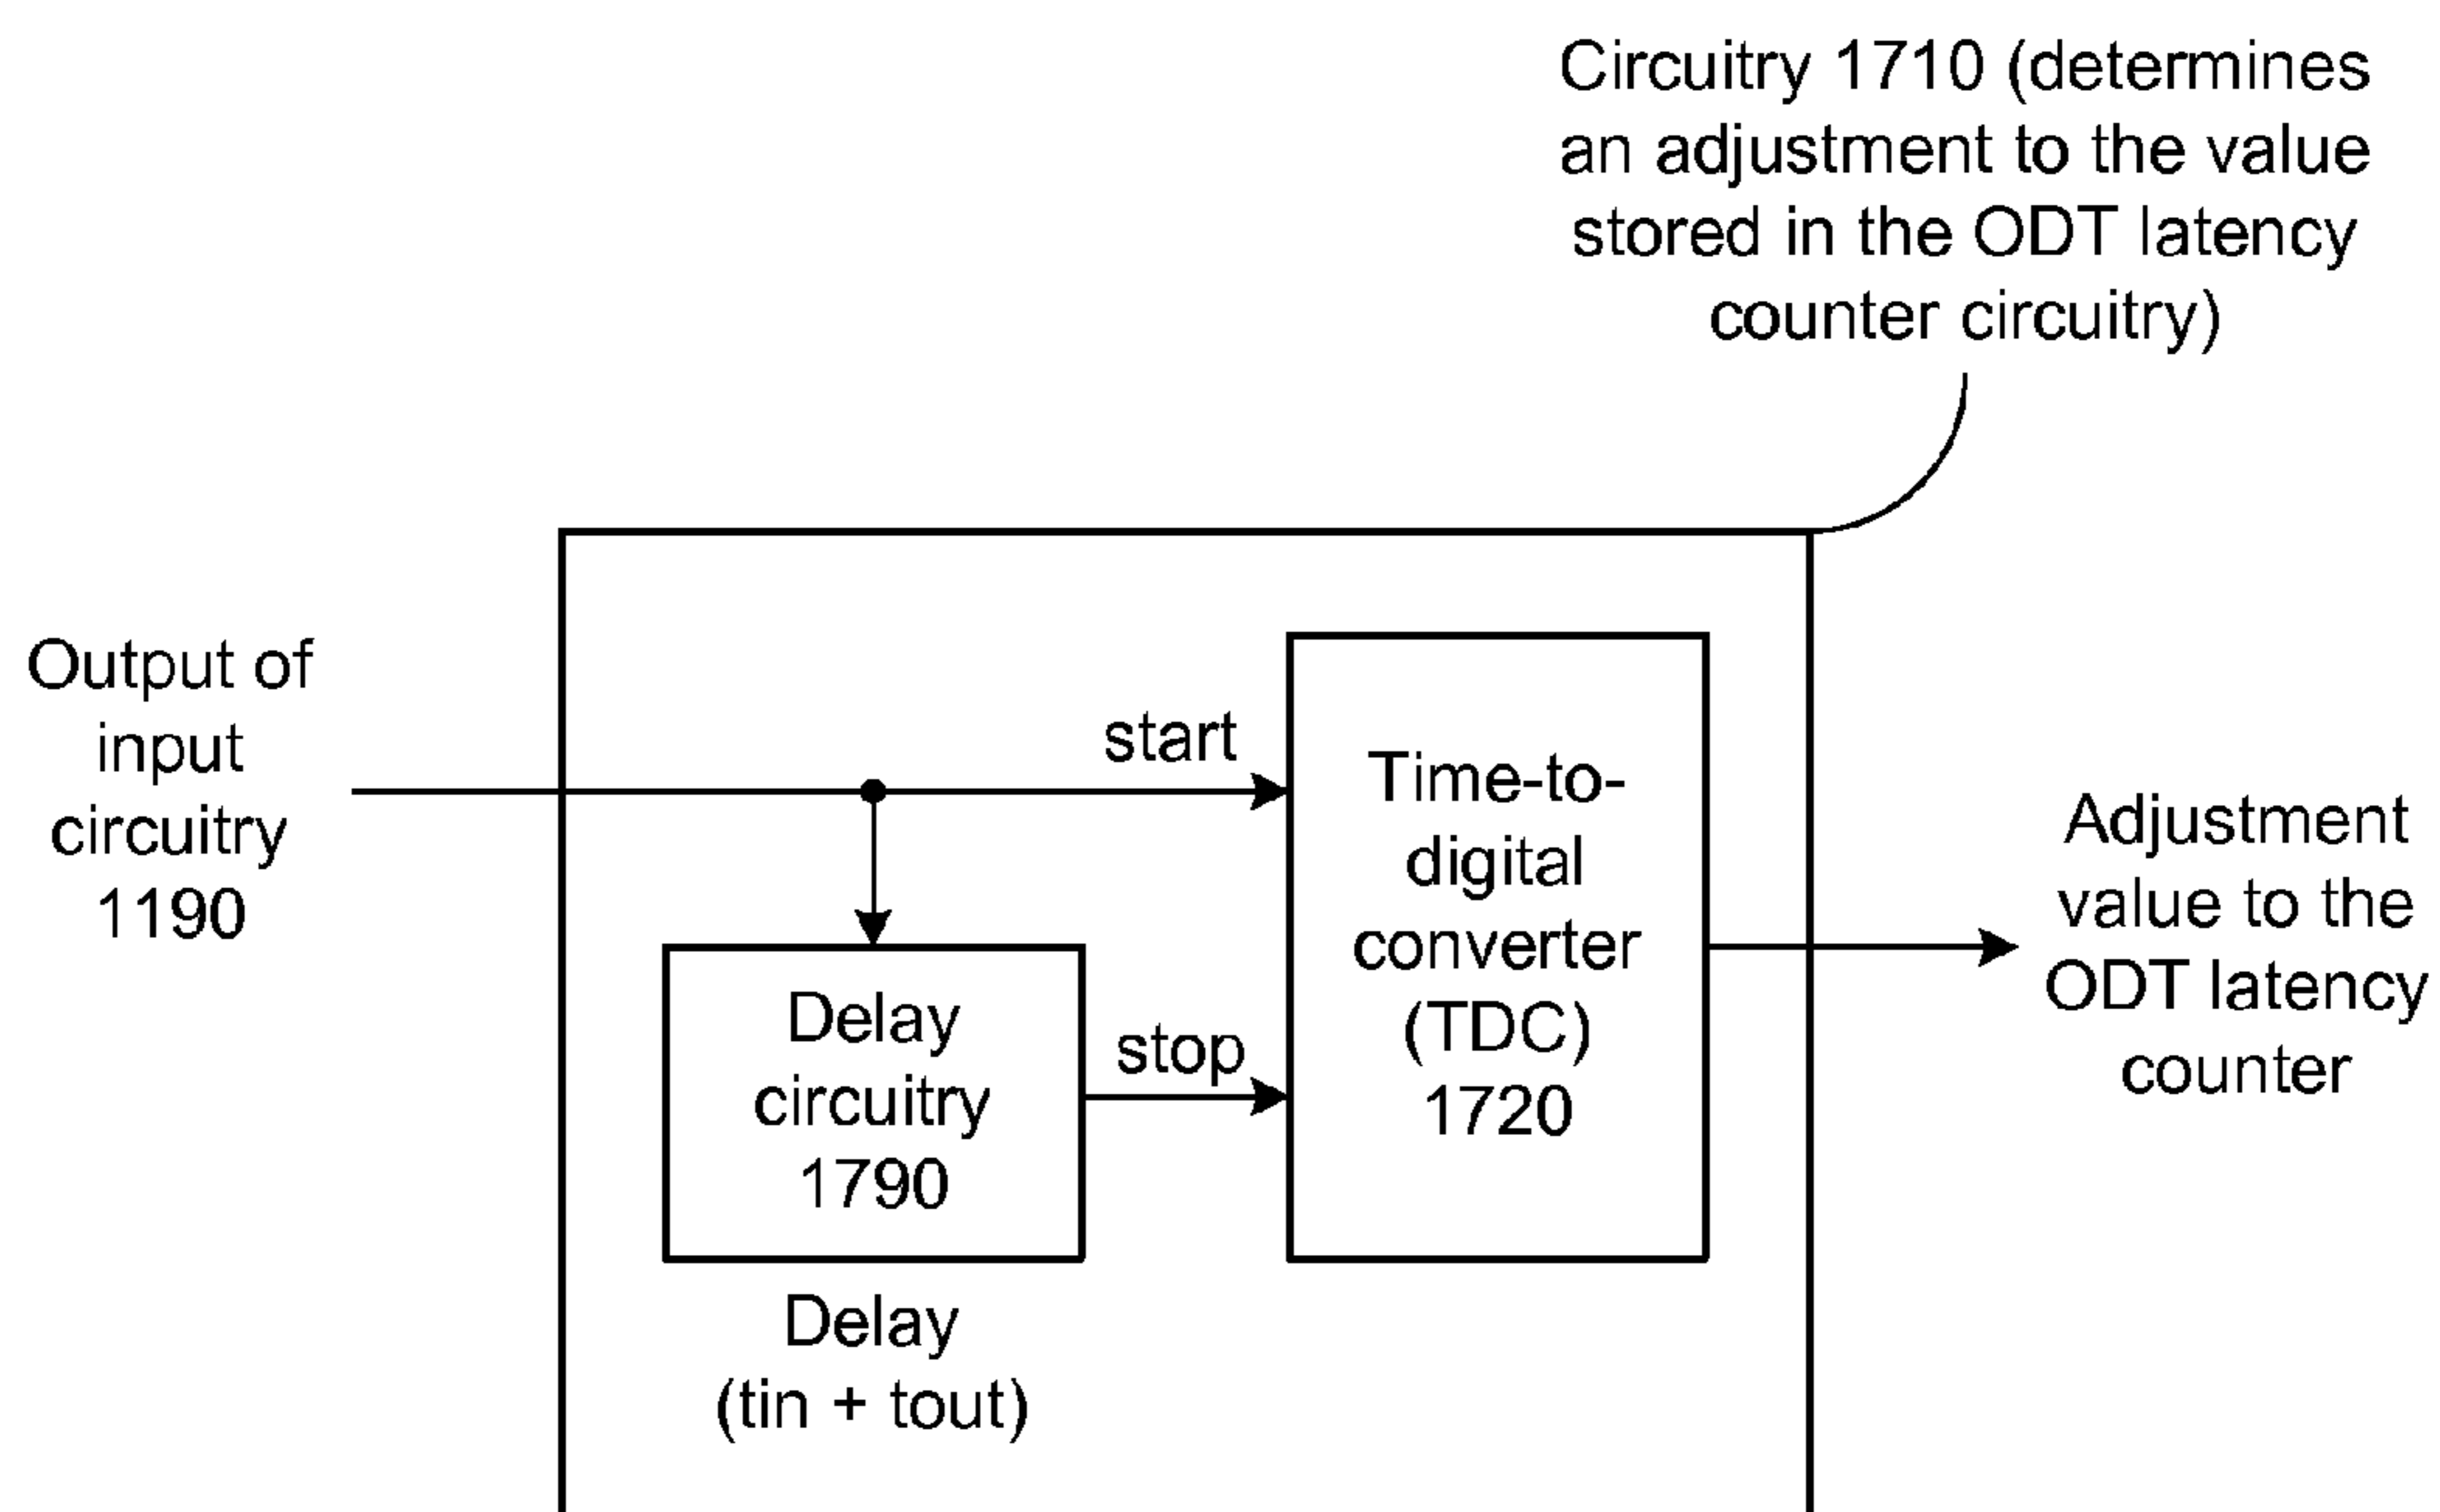 Circuitry 1710 (determines
an adjustment to the value
stored in the ODT latency
counter circuitry)
Output of
input
circuitry
1190
start
Time-to-
digital
converter
(TDC)
1720
Delay
circuitry
1790
stop
Delay
(tin + tout)
Adjustment
value to the
ODT latency
counter